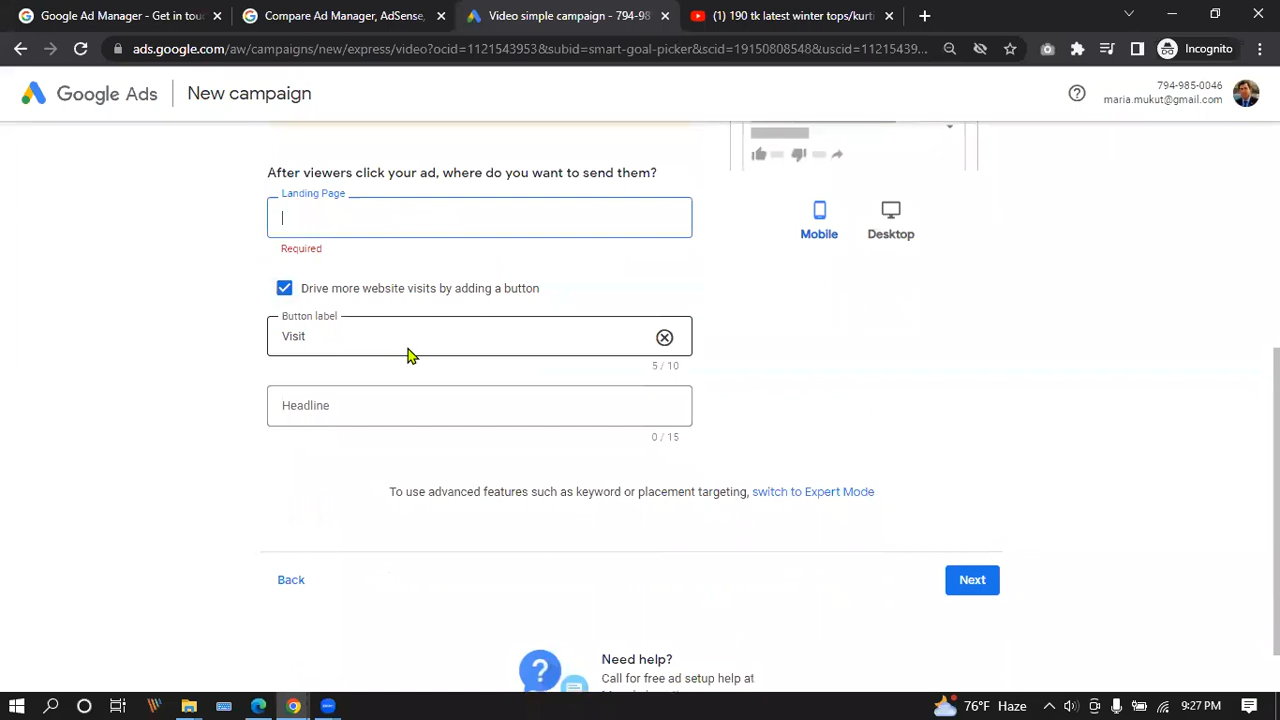 Google Ad Manager - Get in touch
Compare Ad Manager, AdSense,
Video simple campaign - 794-98
(1) 190 tk latest winter tops/kurti
ads.google.com/aw/campaigns/new/express/video?ocid=1121543953&subid=smart-goal-picker&scid=19150808548&uscid=11215439...
Incognito
Google Ads
New campaign
794-985-0046
maria.mukut@gmail.com
After viewers click your ad, where do you want to send them?
Landing Page
Required
Mobile
Desktop
Drive more website visits by adding a button
Button label
Visit
5 / 10
Headline
0 / 15
To use advanced features such as keyword or placement targeting, switch to Expert Mode
Back
Next
Need help?
Call for free ad setup help at
76°F Haze
9:27 PM